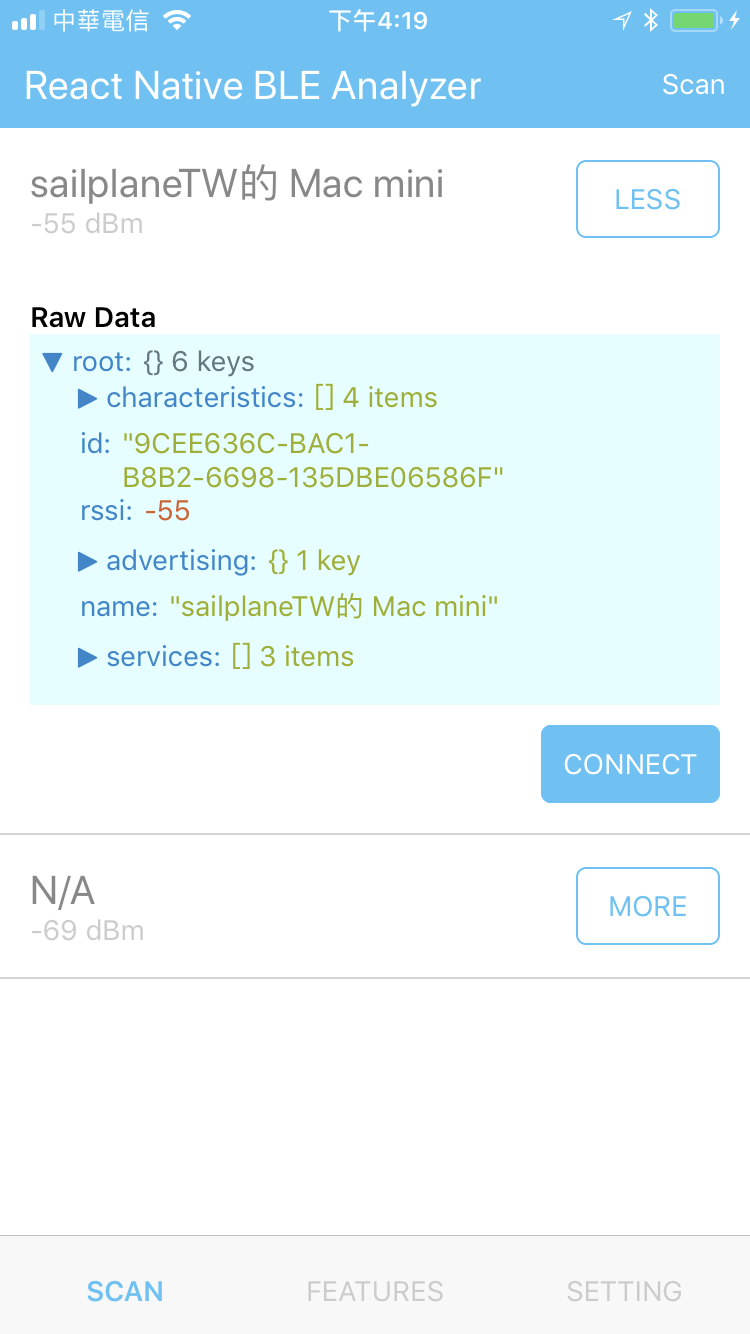 中華電信 下午4:19
React Native BLE Analyzer Scan
sailplaneTW的 Mac mini LESS
-55 dBm
Raw Data
▼ root: {} 6 keys
▶ characteristics: [] 4 items
id: "9CEE636C-BAC1-
B8B2-6698-135DBE06586F"
rssi: -55
▶ advertising: {} 1 key
name: "sailplaneTW的 Mac mini"
▶ services: [] 3 items
CONNECT
N/A MORE
-69 dBm
SCAN FEATURES SETTING